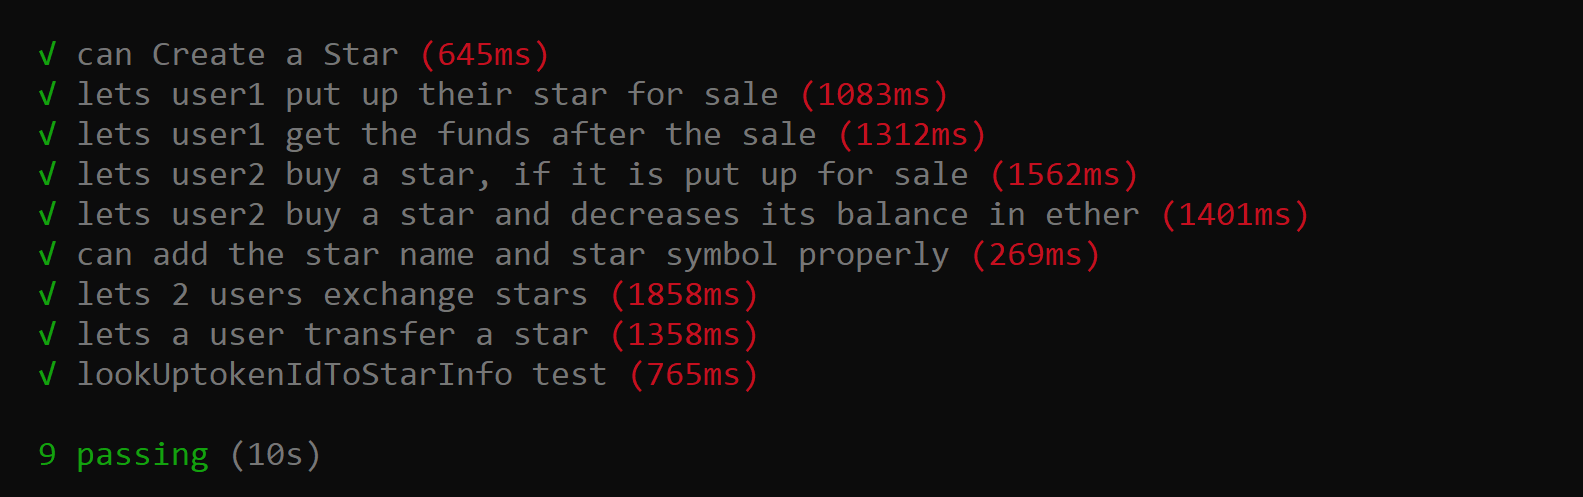 √ can Create a Star (645ms)
√ lets user1 put up their star for sale (1083ms)
√ lets user1 get the funds after the sale (1312ms)
√ lets user2 buy a star, if it is put up for sale (1562ms)
√ lets user2 buy a star and decreases its balance in ether (1401ms)
√ can add the star name and star symbol properly (269ms)
√ lets 2 users exchange stars (1858ms)
√ lets a user transfer a star (1358ms)
√ lookUptokenIdToStarInfo test (765ms)
9 passing (10s)